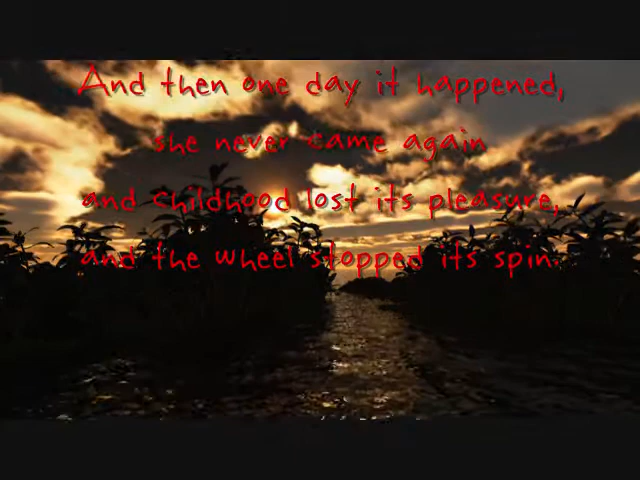 And then one day it happened,
she never came again
and childhood lost its pleasure,
and the wheel stopped its spin.